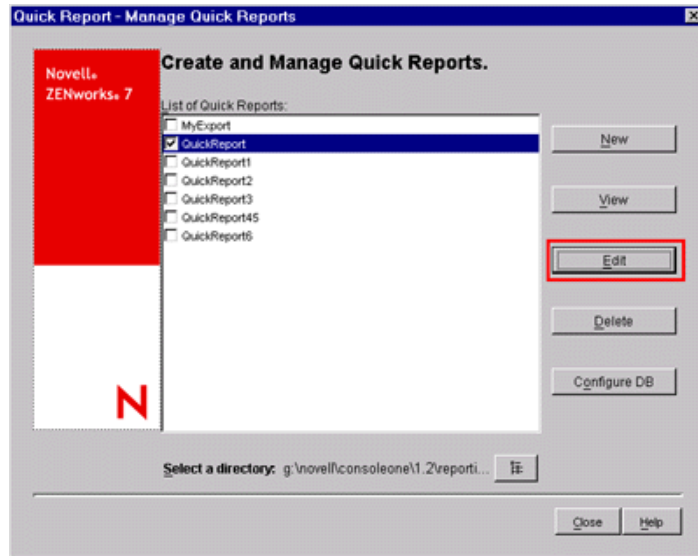 Quick Report - Manage Quick Reports
Novell®
ZENworks® 7
Create and Manage Quick Reports.
List of Quick Reports:
MyExport
QuickReport
QuickReport1
QuickReport2
QuickReport3
QuickReport45
QuickReport6
New
View
Edit
Delete
Configure DB
N
Select a directory: g:\novell\consoleone\1.2\reporti...
Close
Help